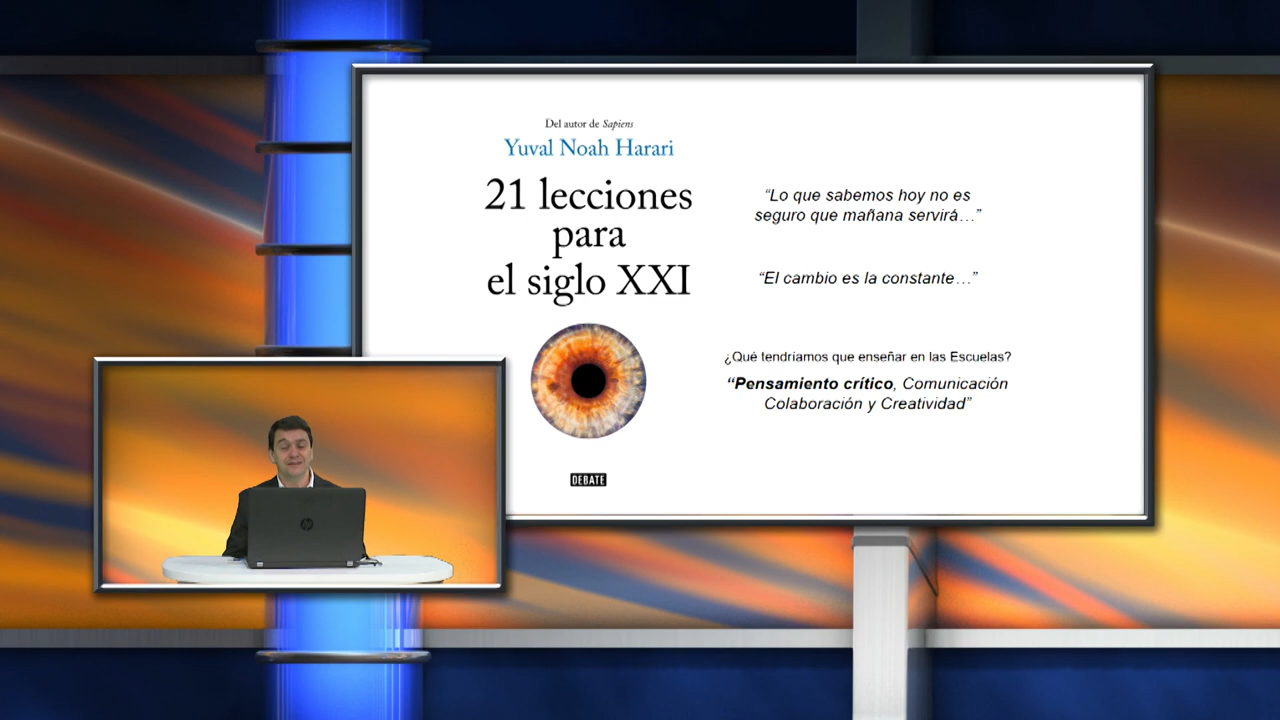 Del autor de Sapiens
Yuval Noah Harari
21 lecciones
para
el siglo XXI
DEBATE
“Lo que sabemos hoy no es
seguro que mañana servirá…”
“El cambio es la constante…”
¿Qué tendríamos que enseñar en las Escuelas?
“Pensamiento crítico, Comunicación
Colaboración y Creatividad”
hp